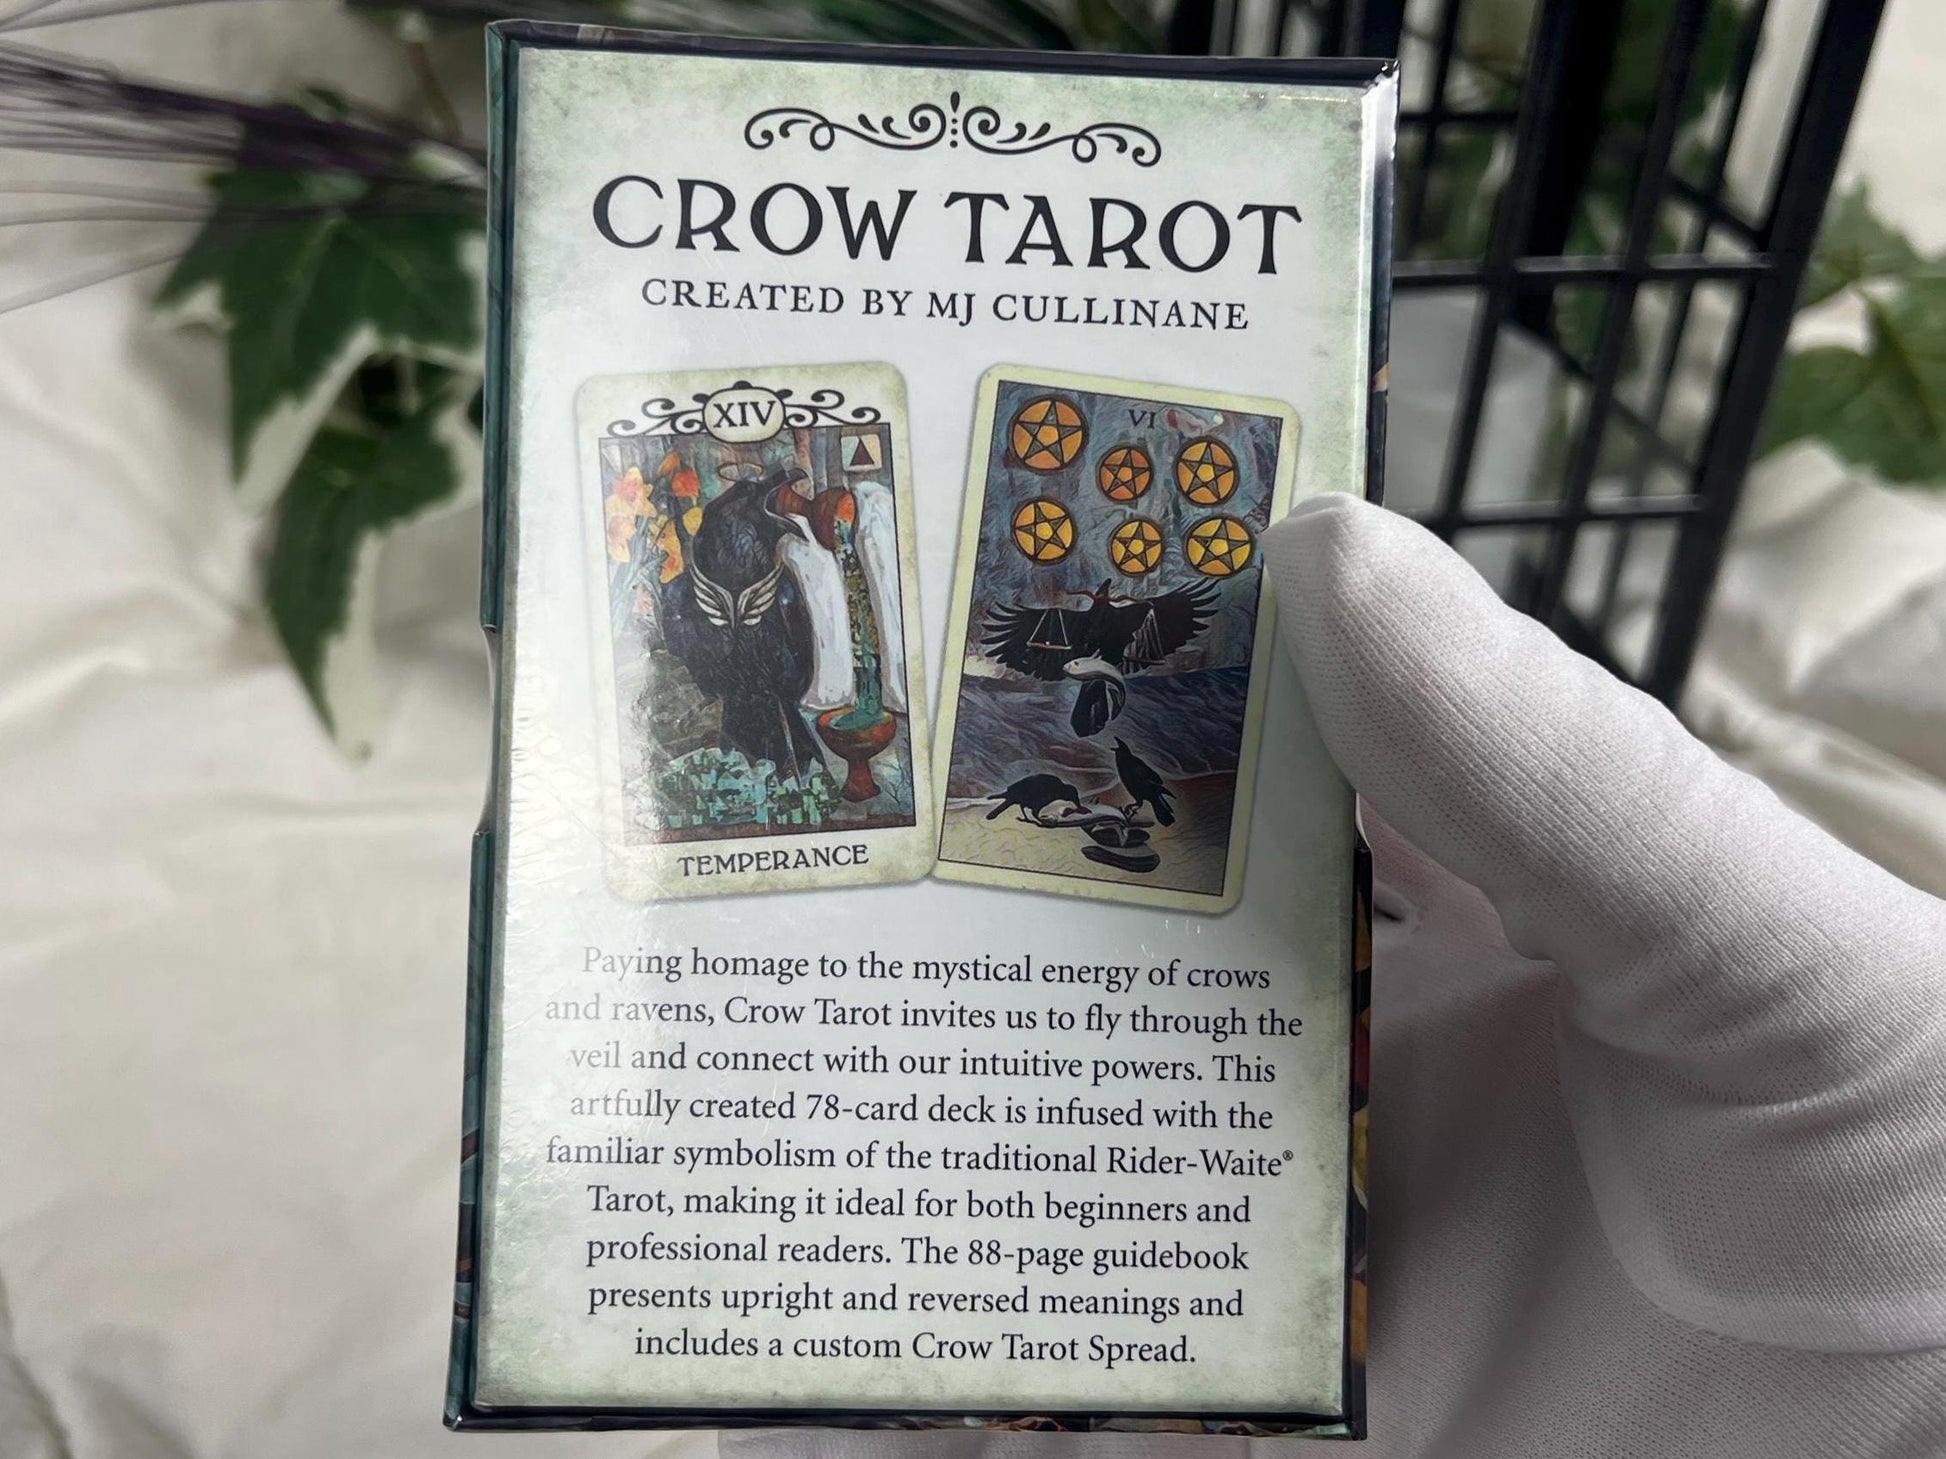 CROW TAROT
CREATED BY MJ CULLINANE
XIV
TEMPERANCE
VI
Paying homage to the mystical energy of crows
and ravens, Crow Tarot invites us to fly through the
veil and connect with our intuitive powers. This
artfully created 78-card deck is infused with the
familiar symbolism of the traditional Rider-Waite®
Tarot, making it ideal for both beginners and
professional readers. The 88-page guidebook
presents upright and reversed meanings and
includes a custom Crow Tarot Spread.